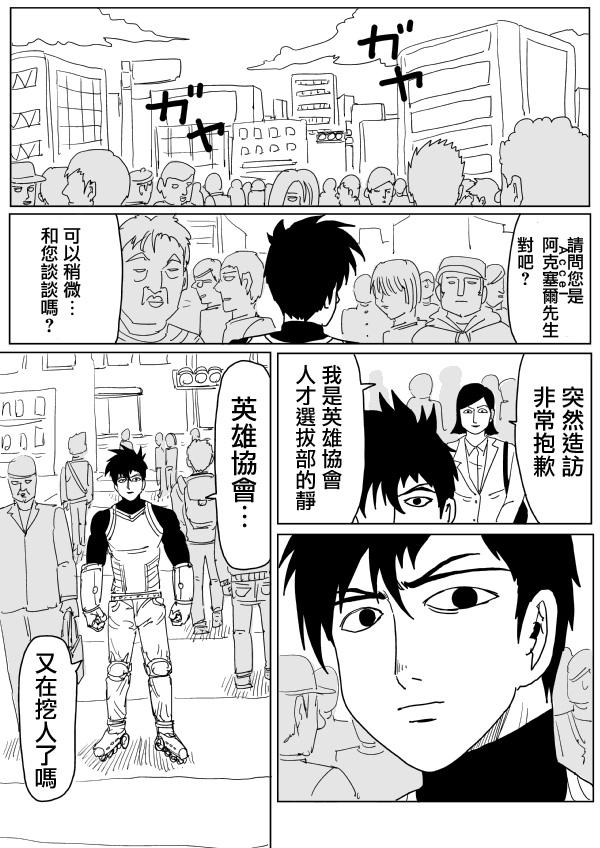 ガヤ
ガヤ
請問您是
阿克塞爾先生
Accel
對吧？
可以稍微…
和您談談嗎？
突然造訪
非常抱歉
我是英雄協會
人才選拔部的靜
英雄協會…
又在挖人了嗎